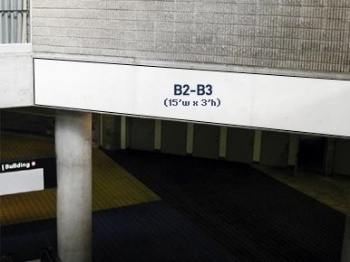 B2-B3
(15'w x 3'h)
Building